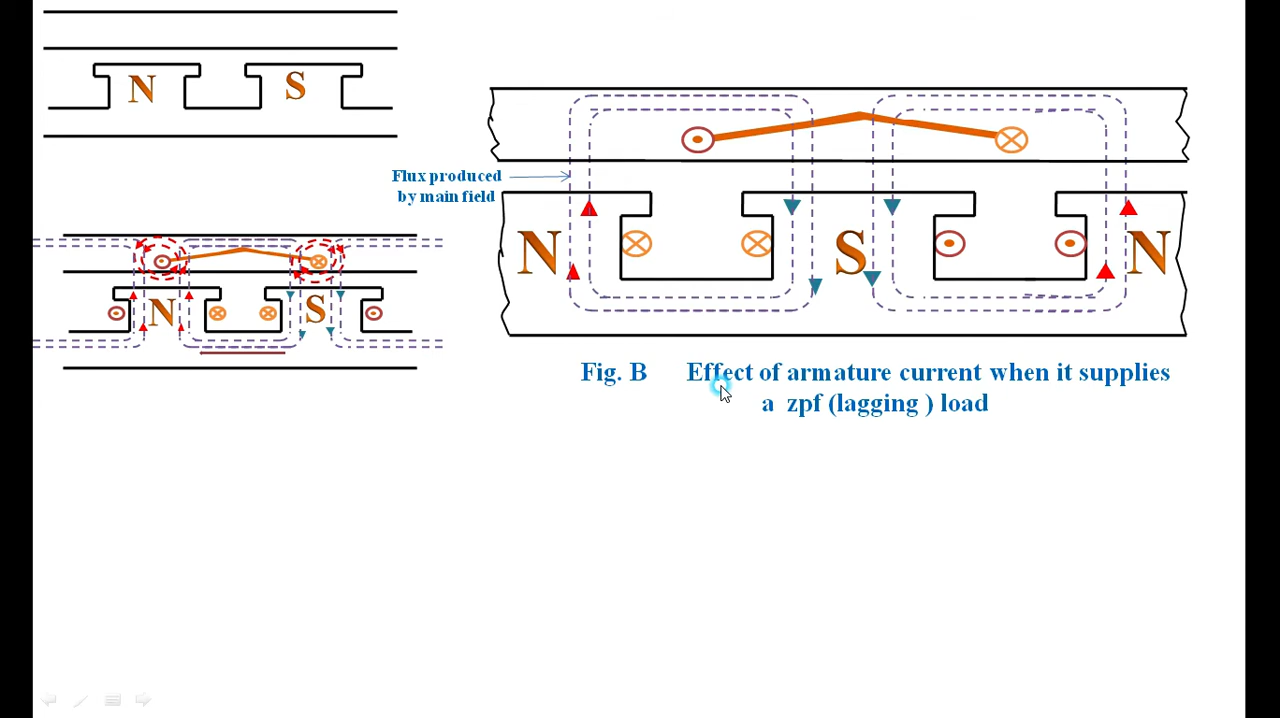 N S
Flux produced
by main field
N S N
N S
Fig. B Effect of armature current when it supplies
a zpf (lagging ) load